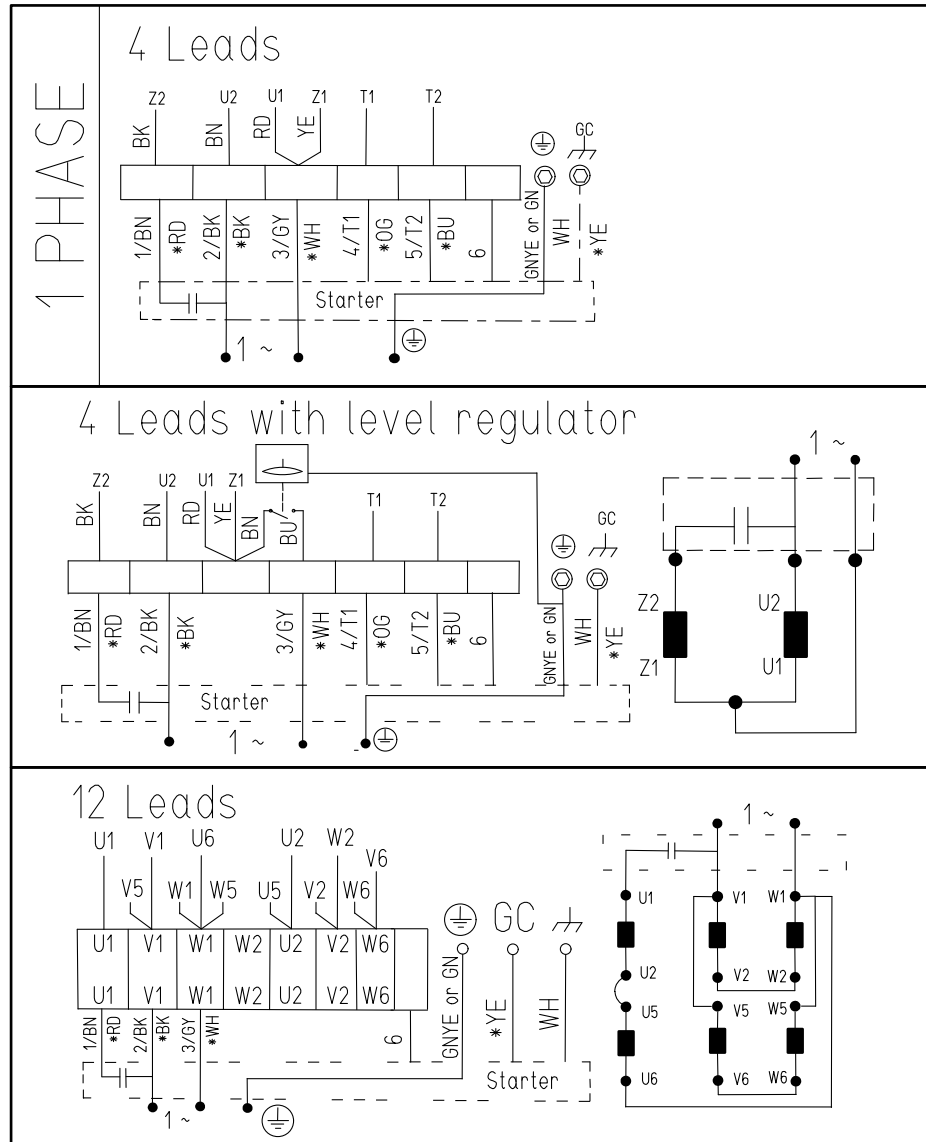 1 PHASE
4 Leads
Z2 U2 U1 Z1 T1 T2
BK BN RD YE GC
1/BN *RD 2/BK *BK 3/GY *WH 4/T1 *OG 5/T2 *BU 6 GNYE or GN WH *YE
Starter
1 ~
4 Leads with level regulator
1 ~
Z2 U2 U1 Z1 T1 T2
BK BN RD YE BN BU GC
1/BN *RD 2/BK *BK 3/GY *WH 4/T1 *OG 5/T2 *BU 6 GNYE or GN WH *YE
Z2 U2
Z1 U1
Starter
1 ~
12 Leads
1 ~
U1 V1 U6 U2 W2 V6
V5 W1 W5 U5 V2 W6
GC
U1 V1 W1 W2 U2 V2 W6
U1 V1 W1 W2 U2 V2 W6
1/BN *RD 2/BK *BK 3/GY *WH 6 GNYE or GN *YE WH
Starter
1 ~
U1 V1 W1
U2 V2 W2
U5 V5 W5
U6 V6 W6